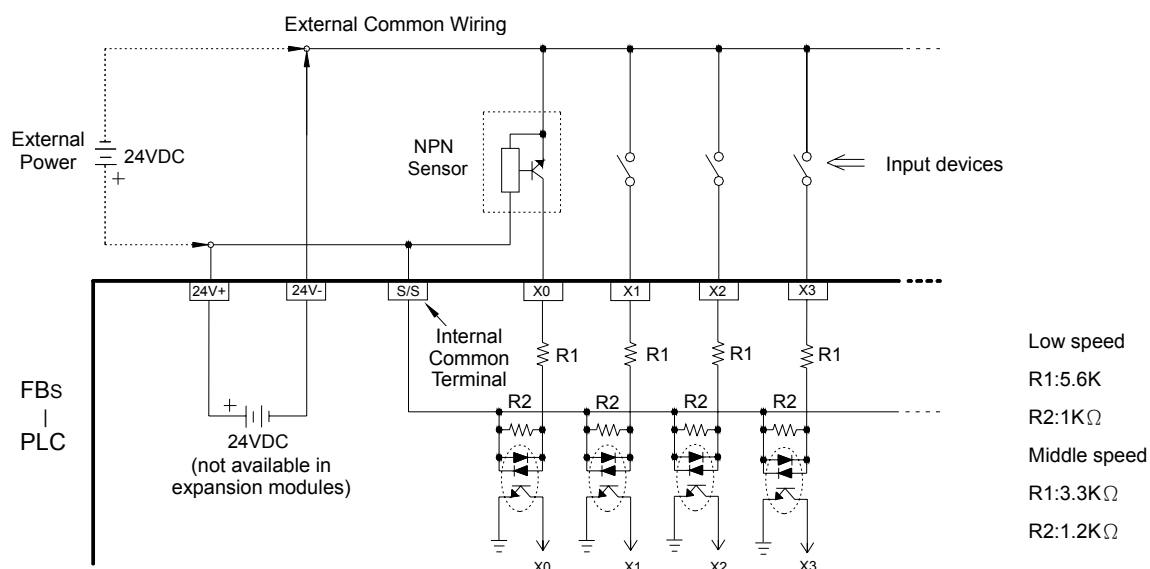 External Common Wiring
External
Power
24VDC
+
NPN
Sensor
Input devices
24V+
24V-
S/S
X0
X1
X2
X3
Internal
Common
Terminal
R1
R1
R1
R1
FBs
|
PLC
+
24VDC
(not available in
expansion modules)
R2
R2
R2
R2
X0
X1
X2
X3
Low speed
R1:5.6K
R2:1KΩ
Middle speed
R1:3.3KΩ
R2:1.2KΩ